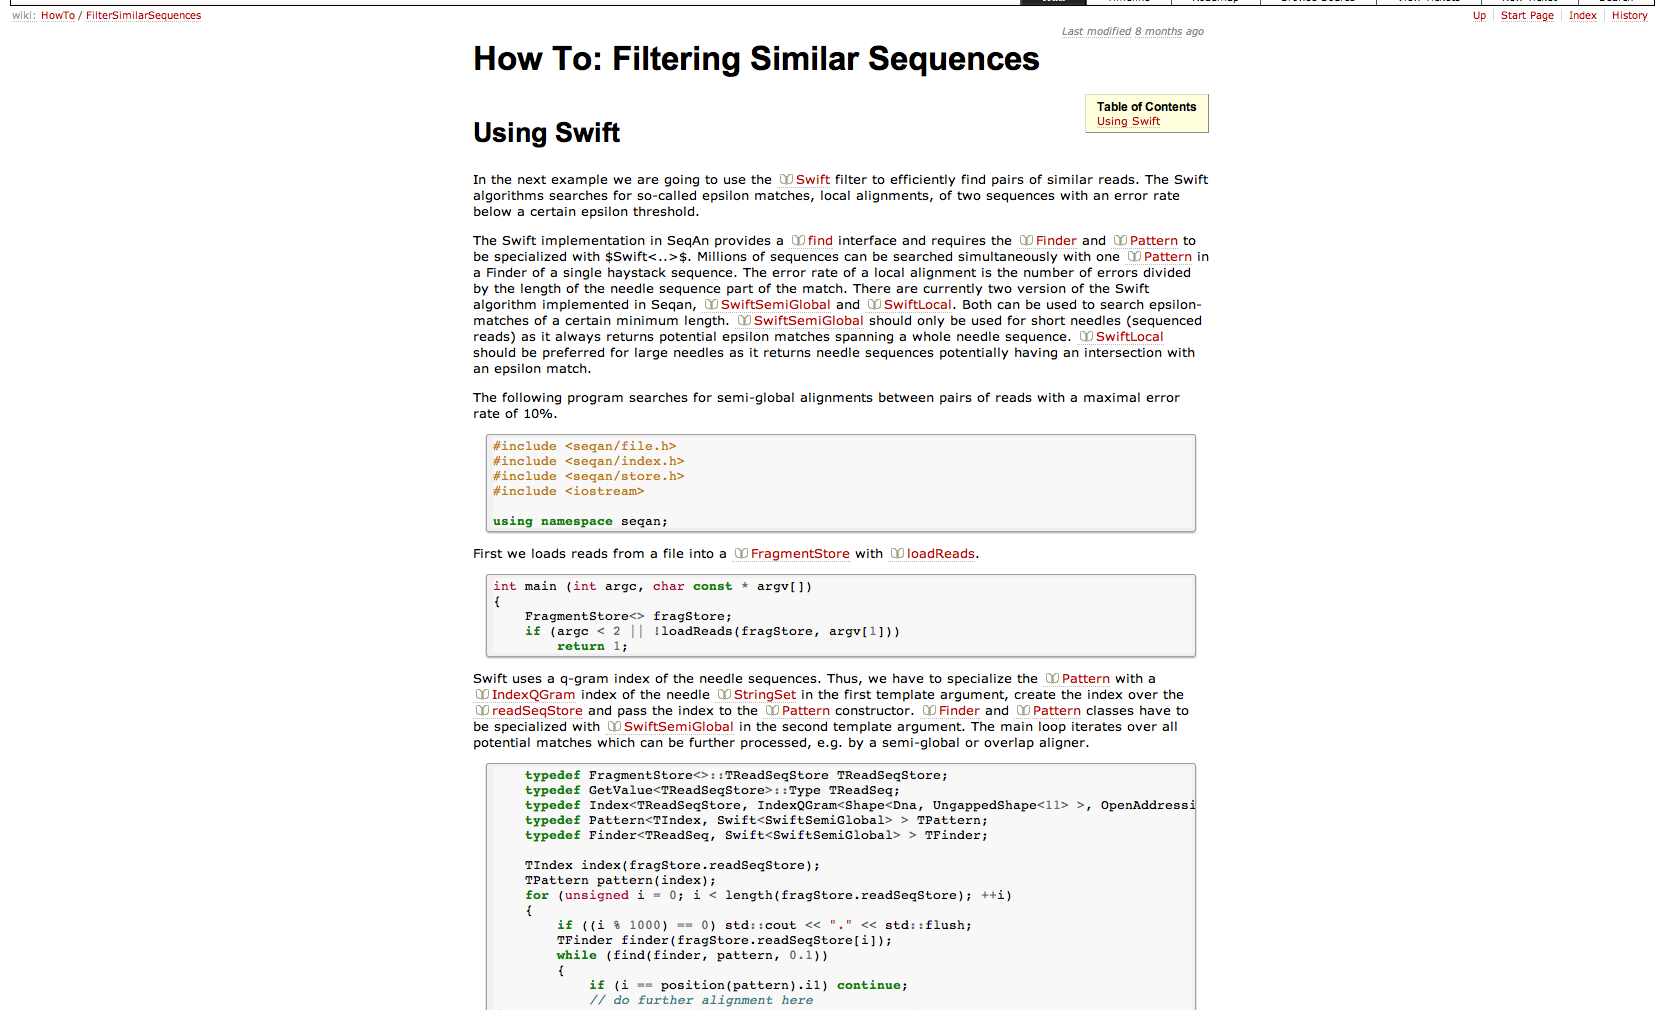 wiki: HowTo / FilterSimilarSequences
Up Start Page Index History
Last modified 8 months ago
How To: Filtering Similar Sequences
Table of Contents
Using Swift
Using Swift
In the next example we are going to use the Swift filter to efficiently find pairs of similar reads. The Swift
algorithms searches for so-called epsilon matches, local alignments, of two sequences with an error rate
below a certain epsilon threshold.
The Swift implementation in SeqAn provides a find interface and requires the Finder and Pattern to
be specialized with $Swift<..>$. Millions of sequences can be searched simultaneously with one Pattern in
a Finder of a single haystack sequence. The error rate of a local alignment is the number of errors divided
by the length of the needle sequence part of the match. There are currently two version of the Swift
algorithm implemented in Seqan, SwiftSemiGlobal and SwiftLocal. Both can be used to search epsilon-
matches of a certain minimum length. SwiftSemiGlobal should only be used for short needles (sequenced
reads) as it always returns potential epsilon matches spanning a whole needle sequence. SwiftLocal
should be preferred for large needles as it returns needle sequences potentially having an intersection with
an epsilon match.
The following program searches for semi-global alignments between pairs of reads with a maximal error
rate of 10%.
#include <seqan/file.h>
#include <seqan/index.h>
#include <seqan/store.h>
#include <iostream>
using namespace seqan;
First we loads reads from a file into a FragmentStore with loadReads.
int main (int argc, char const * argv[])
{
    FragmentStore<> fragStore;
    if (argc < 2 || !loadReads(fragStore, argv[1]))
        return 1;
Swift uses a q-gram index of the needle sequences. Thus, we have to specialize the Pattern with a
IndexQGram index of the needle StringSet in the first template argument, create the index over the
readSeqStore and pass the index to the Pattern constructor. Finder and Pattern classes have to
be specialized with SwiftSemiGlobal in the second template argument. The main loop iterates over all
potential matches which can be further processed, e.g. by a semi-global or overlap aligner.
    typedef FragmentStore<>::TReadSeqStore TReadSeqStore;
    typedef GetValue<TReadSeqStore>::Type TReadSeq;
    typedef Index<TReadSeqStore, IndexQGram<Shape<Dna, UngappedShape<11> >, OpenAddressi
    typedef Pattern<TIndex, Swift<SwiftSemiGlobal> > TPattern;
    typedef Finder<TReadSeq, Swift<SwiftSemiGlobal> > TFinder;
    TIndex index(fragStore.readSeqStore);
    TPattern pattern(index);
    for (unsigned i = 0; i < length(fragStore.readSeqStore); ++i)
    {
        if ((i % 1000) == 0) std::cout << "." << std::flush;
        TFinder finder(fragStore.readSeqStore[i]);
        while (find(finder, pattern, 0.1))
        {
            if (i == position(pattern).i1) continue;
            // do further alignment here